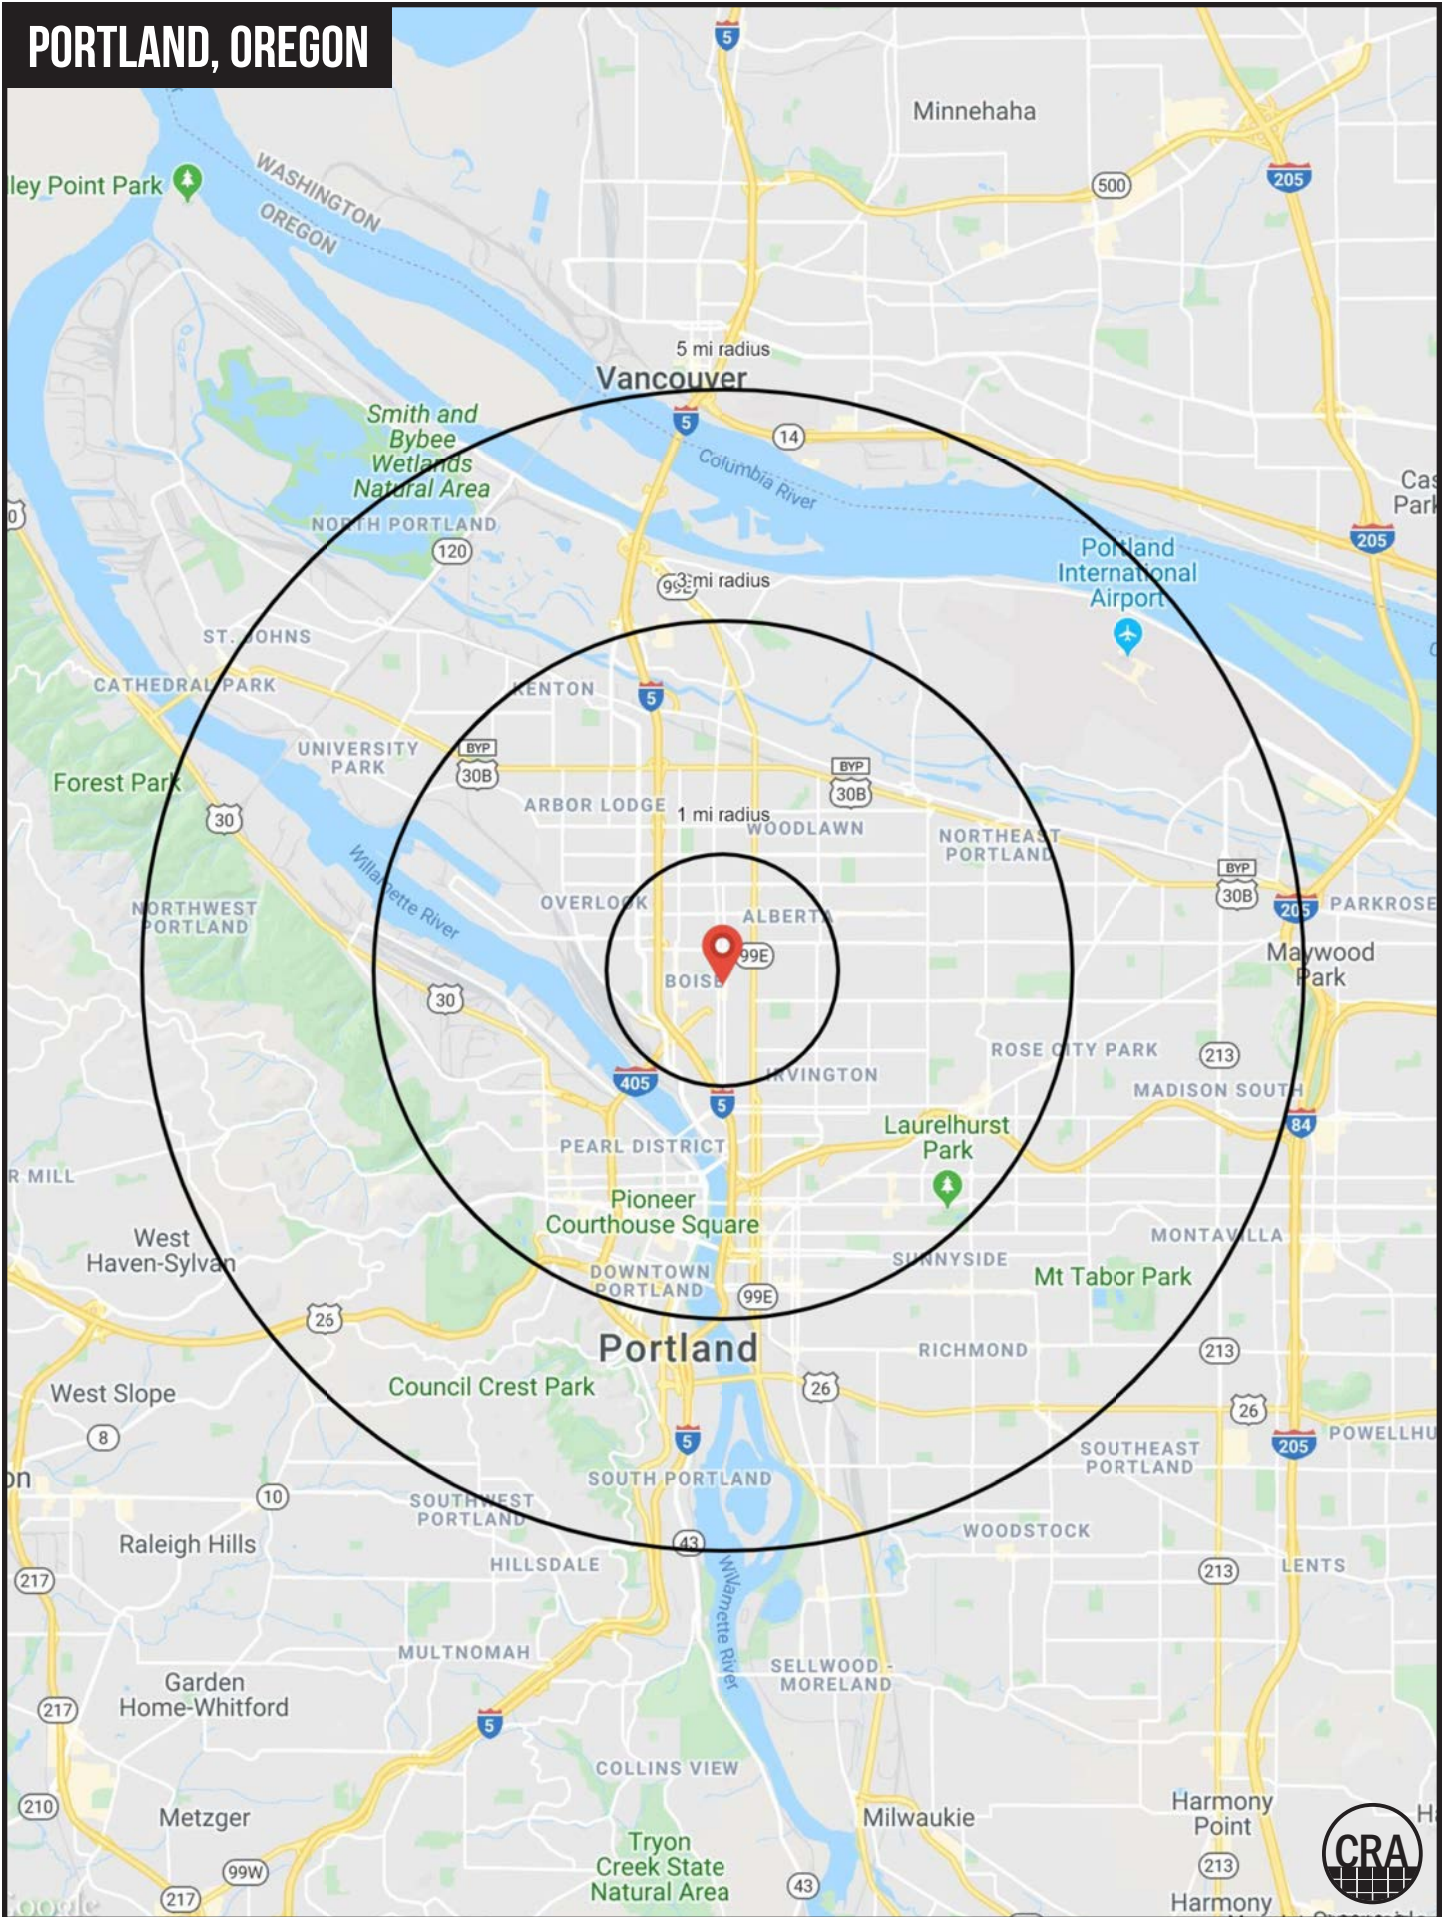 PORTLAND, OREGON
5
Minnehaha
lley Point Park
WASHINGTON
OREGON
500
205
5 mi radius
Vancouver
5
14
Smith and
Bybee
Wetlands
Natural Area
Columbia River
Cas
Park
0
NORTH PORTLAND
120
205
Portland
International
Airport
99E
3 mi radius
ST. JOHNS
CATHEDRAL PARK
KENTON
5
UNIVERSITY
PARK
BYP
30B
BYP
30B
Forest Park
30
ARBOR LODGE
1 mi radius
WOODLAWN
NORTHEAST
PORTLAND
Willamette River
BYP
30B
205
PARKROSE
NORTHWEST
PORTLAND
OVERLOOK
ALBERTA
99E
Maywood
Park
BOISE
30
ROSE CITY PARK
213
405
5
IRVINGTON
MADISON SOUTH
84
Laurelhurst
Park
PEARL DISTRICT
R MILL
Pioneer
Courthouse Square
West
Haven-Sylvan
MONTAVILLA
SUNNYSIDE
Mt Tabor Park
DOWNTOWN
PORTLAND
99E
26
Portland
RICHMOND
213
West Slope
Council Crest Park
26
26
8
5
205
POWELLHU
SOUTHEAST
PORTLAND
on
SOUTH PORTLAND
10
SOUTHWEST
PORTLAND
Raleigh Hills
43
WOODSTOCK
HILLSDALE
LENTS
217
213
Willamette River
MULTNOMAH
SELLWOOD -
MORELAND
Garden
Home-Whitford
217
5
COLLINS VIEW
210
Metzger
Milwaukie
Harmony
Point
H
Tryon
Creek State
Natural Area
CRA
99W
213
217
43
Harmony
Google